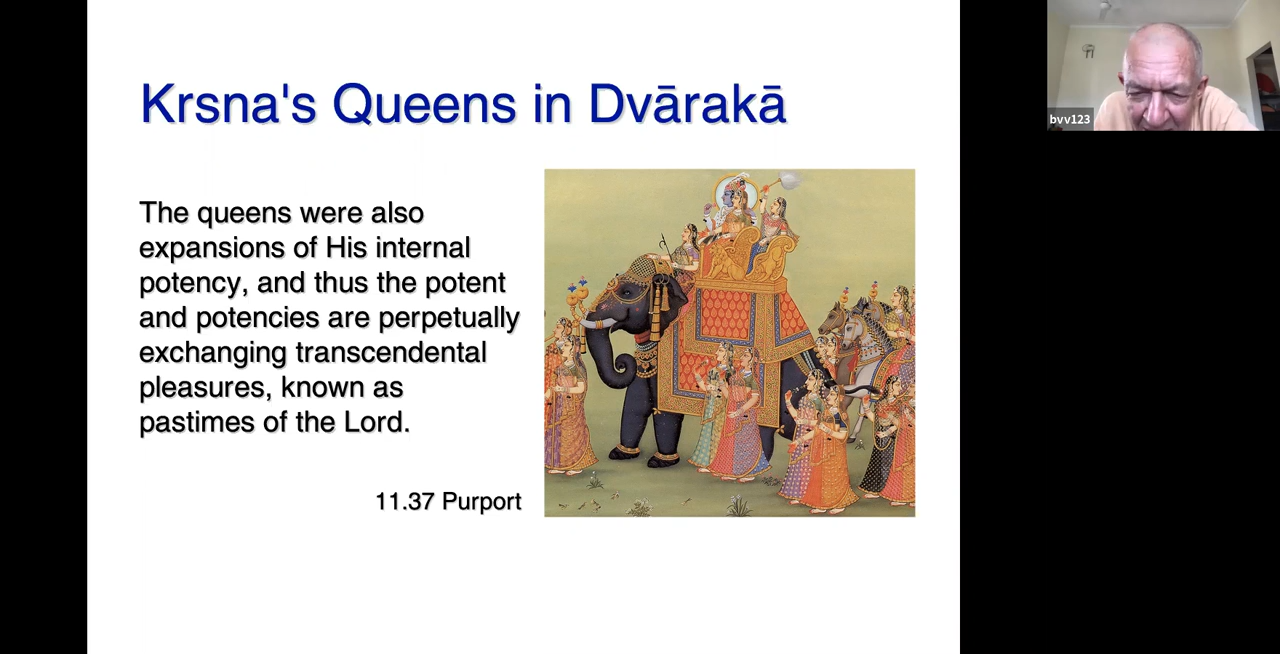 Krsna's Queens in Dvārakā
The queens were also
expansions of His internal
potency, and thus the potent
and potencies are perpetually
exchanging transcendental
pleasures, known as
pastimes of the Lord.
11.37 Purport
bvv123